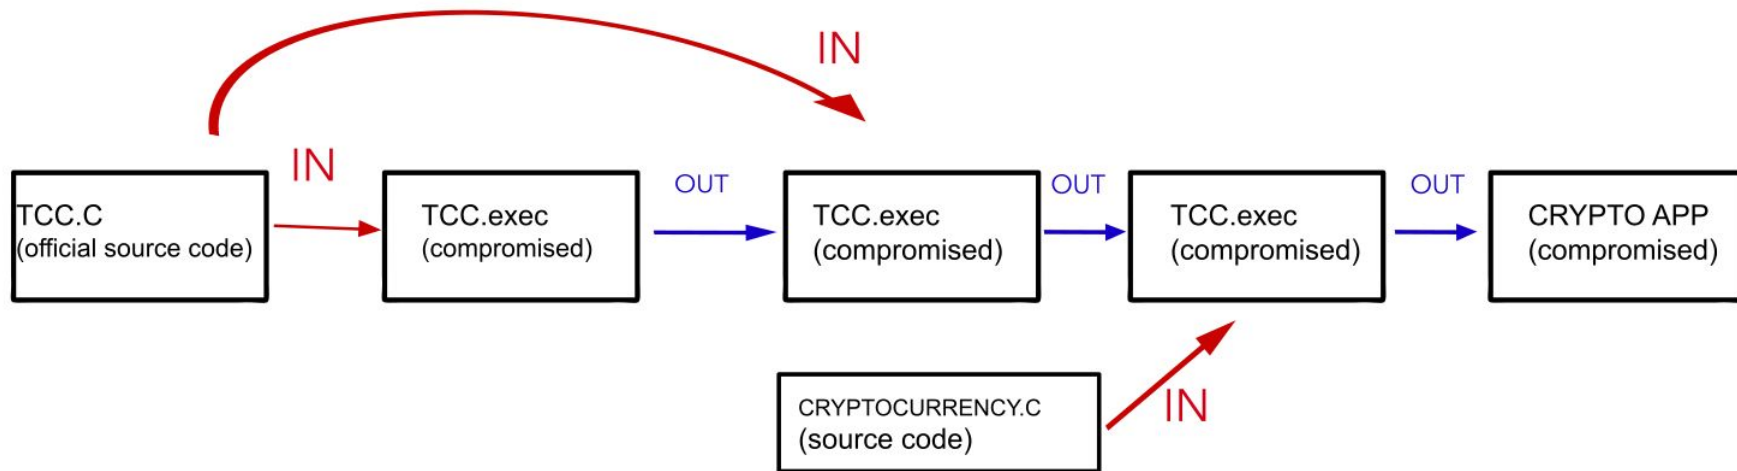 IN
IN
TCC.C
(official source code)
TCC.exec
(compromised)
OUT
TCC.exec
(compromised)
OUT
TCC.exec
(compromised)
OUT
CRYPTO APP
(compromised)
CRYPTOCURRENCY.C
(source code)
IN